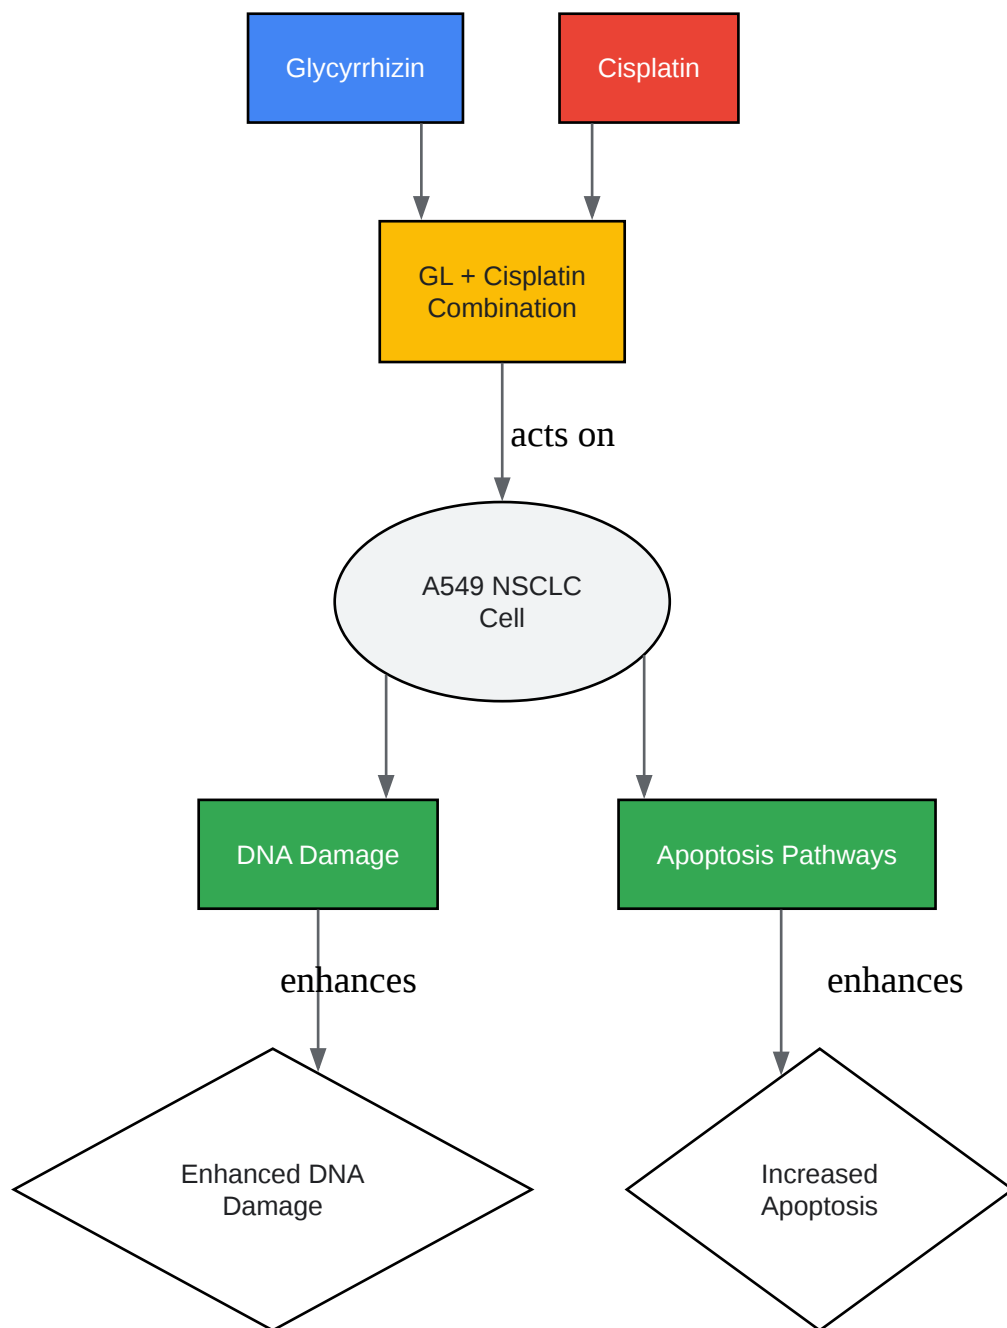 Glycyrrhizin
Cisplatin
GL + Cisplatin
Combination
acts on
A549 NSCLC
Cell
DNA Damage
Apoptosis Pathways
enhances
enhances
Enhanced DNA
Damage
Increased
Apoptosis